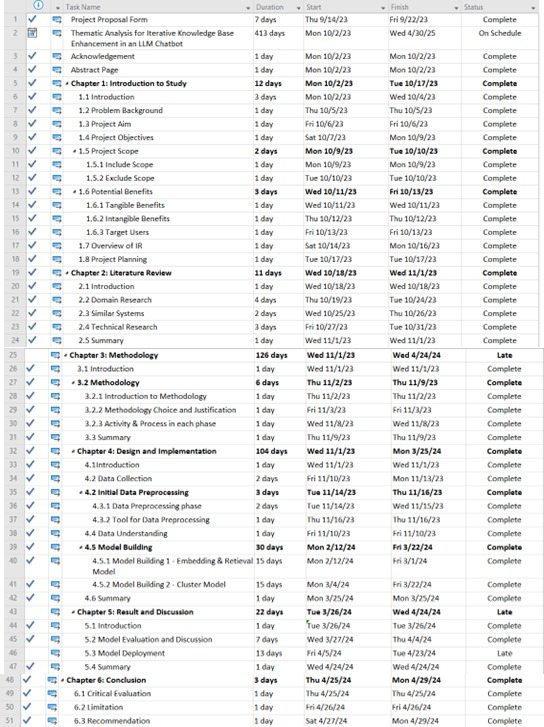 Task Name Duration Start Finish Status
1 Project Proposal Form 7 days Thu 9/14/23 Fri 9/22/23 Complete
2 Thematic Analysis for Iterative Knowledge Base 413 days Mon 10/2/23 Wed 4/30/25 On Schedule
Enhancement in an LLM Chatbot
3 Acknowledgement 1 day Mon 10/2/23 Mon 10/2/23 Complete
4 Abstract Page 1 day Mon 10/2/23 Mon 10/2/23 Complete
5 Chapter 1: Introduction to Study 12 days Mon 10/2/23 Tue 10/17/23 Complete
6 1.1 Introduction 3 days Mon 10/2/23 Wed 10/4/23 Complete
7 1.2 Problem Background 1 day Thu 10/5/23 Thu 10/5/23 Complete
8 1.3 Project Aim 1 day Fri 10/6/23 Fri 10/6/23 Complete
9 1.4 Project Objectives 1 day Sat 10/7/23 Mon 10/9/23 Complete
10 1.5 Project Scope 2 days Mon 10/9/23 Tue 10/10/23 Complete
11 1.5.1 Include Scope 1 day Mon 10/9/23 Mon 10/9/23 Complete
12 1.5.2 Exclude Scope 1 day Tue 10/10/23 Tue 10/10/23 Complete
13 1.6 Potential Benefits 3 days Wed 10/11/23 Fri 10/13/23 Complete
14 1.6.1 Tangible Benefits 1 day Wed 10/11/23 Wed 10/11/23 Complete
15 1.6.2 Intangible Benefits 1 day Thu 10/12/23 Thu 10/12/23 Complete
16 1.6.3 Target Users 1 day Fri 10/13/23 Fri 10/13/23 Complete
17 1.7 Overview of IR 1 day Sat 10/14/23 Mon 10/16/23 Complete
18 1.8 Project Planning 1 day Tue 10/17/23 Tue 10/17/23 Complete
19 Chapter 2: Literature Review 11 days Wed 10/18/23 Wed 11/1/23 Complete
20 2.1 Introduction 1 day Wed 10/18/23 Wed 10/18/23 Complete
21 2.2 Domain Research 4 days Thu 10/19/23 Tue 10/24/23 Complete
22 2.3 Similar Systems 2 days Wed 10/25/23 Thu 10/26/23 Complete
23 2.4 Technical Research 3 days Fri 10/27/23 Tue 10/31/23 Complete
24 2.5 Summary 1 day Wed 11/1/23 Wed 11/1/23 Complete
25 Chapter 3: Methodology 126 days Wed 11/1/23 Wed 4/24/24 Late
26 3.1 Introduction 1 day Wed 11/1/23 Wed 11/1/23 Complete
27 3.2 Methodology 6 days Thu 11/2/23 Thu 11/9/23 Complete
28 3.2.1 Introduction to Methodology 1 day Thu 11/2/23 Thu 11/2/23 Complete
29 3.2.2 Methodology Choice and Justification 1 day Fri 11/3/23 Fri 11/3/23 Complete
30 3.2.3 Activity & Process in each phase 1 day Wed 11/8/23 Wed 11/8/23 Complete
31 3.3 Summary 1 day Thu 11/9/23 Thu 11/9/23 Complete
32 Chapter 4: Design and Implementation 104 days Wed 11/1/23 Mon 3/25/24 Complete
33 4.1Introduction 1 day Wed 11/1/23 Wed 11/1/23 Complete
34 4.2 Data Collection 2 days Fri 11/10/23 Mon 11/13/23 Complete
35 4.2 Initial Data Preprocessing 3 days Tue 11/14/23 Thu 11/16/23 Complete
36 4.3.1 Data Preprocessing phase 2 days Tue 11/14/23 Wed 11/15/23 Complete
37 4.3.2 Tool for Data Preprocessing 1 day Thu 11/16/23 Thu 11/16/23 Complete
38 4.4 Data Understanding 1 day Fri 11/10/23 Fri 11/10/23 Complete
39 4.5 Model Building 30 days Mon 2/12/24 Fri 3/22/24 Complete
40 4.5.1 Model Building 1 - Embedding & Retieval 15 days Mon 2/12/24 Fri 3/1/24 Complete
Model
41 4.5.2 Model Building 2 - Cluster Model 15 days Mon 3/4/24 Fri 3/22/24 Complete
42 4.6 Summary 1 day Mon 3/25/24 Mon 3/25/24 Complete
43 Chapter 5: Result and Discussion 22 days Tue 3/26/24 Wed 4/24/24 Late
44 5.1 Introduction 1 day Tue 3/26/24 Tue 3/26/24 Complete
45 5.2 Model Evaluation and Discussion 7 days Wed 3/27/24 Thu 4/4/24 Complete
46 5.3 Model Deployment 13 days Fri 4/5/24 Tue 4/23/24 Late
47 5.4 Summary 1 day Wed 4/24/24 Wed 4/24/24 Complete
48 Chapter 6: Conclusion 3 days Thu 4/25/24 Mon 4/29/24 Complete
49 6.1 Critical Evaluation 1 day Thu 4/25/24 Thu 4/25/24 Complete
50 6.2 Limitation 1 day Fri 4/26/24 Fri 4/26/24 Complete
51 6.3 Recommendation 1 day Sat 4/27/24 Mon 4/29/24 Complete